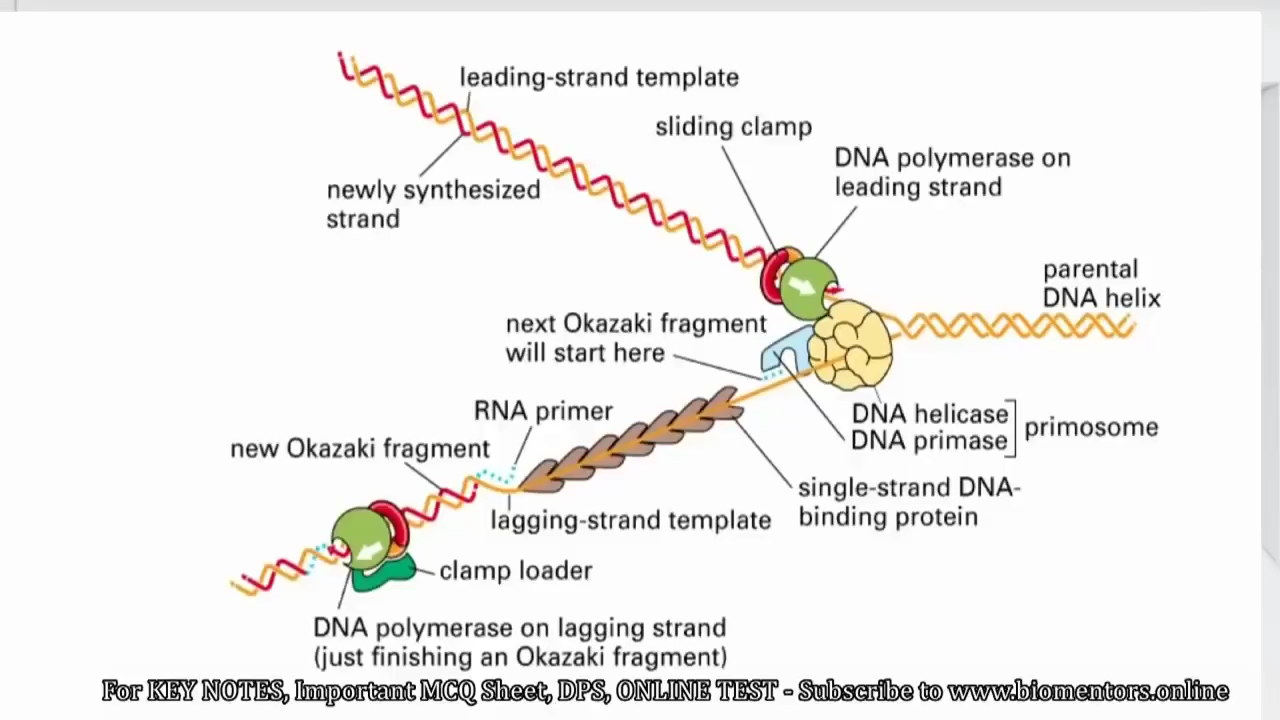 leading-strand template
sliding clamp
DNA polymerase on
leading strand
newly synthesized
strand
parental
DNA helix
next Okazaki fragment
will start here
RNA primer
DNA helicase
DNA primase
primosome
new Okazaki fragment
single-strand DNA-
binding protein
lagging-strand template
clamp loader
DNA polymerase on lagging strand
(just finishing an Okazaki fragment)
For KEY NOTES, Important MCQ Sheet, DPS, ONLINE TEST - Subscribe to www.biomentors.online